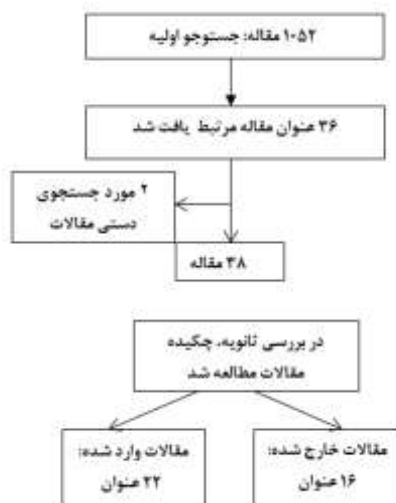 ۱۰۵۲ مقاله: جستوجو اولیه
۳۶ عنوان مقاله مرتبط یافت شد
۲ مورد جستجوی
دستی مقالات
۳۸ مقاله
در بررسی ثانویه، چکیده
مقالات مطالعه شد
مقالات خارج شده:
۱۶ عنوان
مقالات وارد شده:
۲۲ عنوان